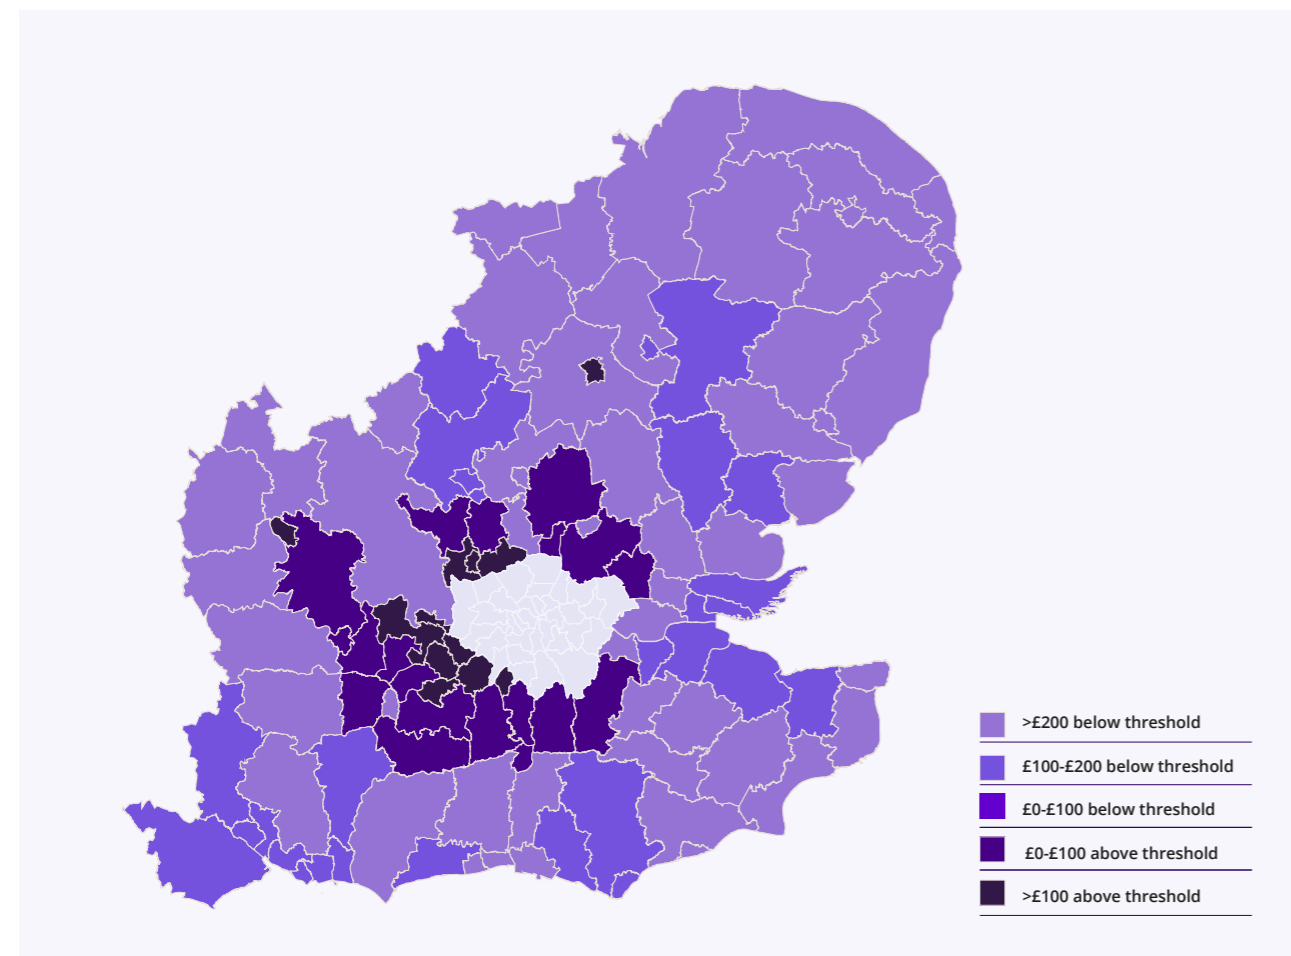 >£200 below threshold
£100-£200 below threshold
£0-£100 below threshold
£0-£100 above threshold
>£100 above threshold